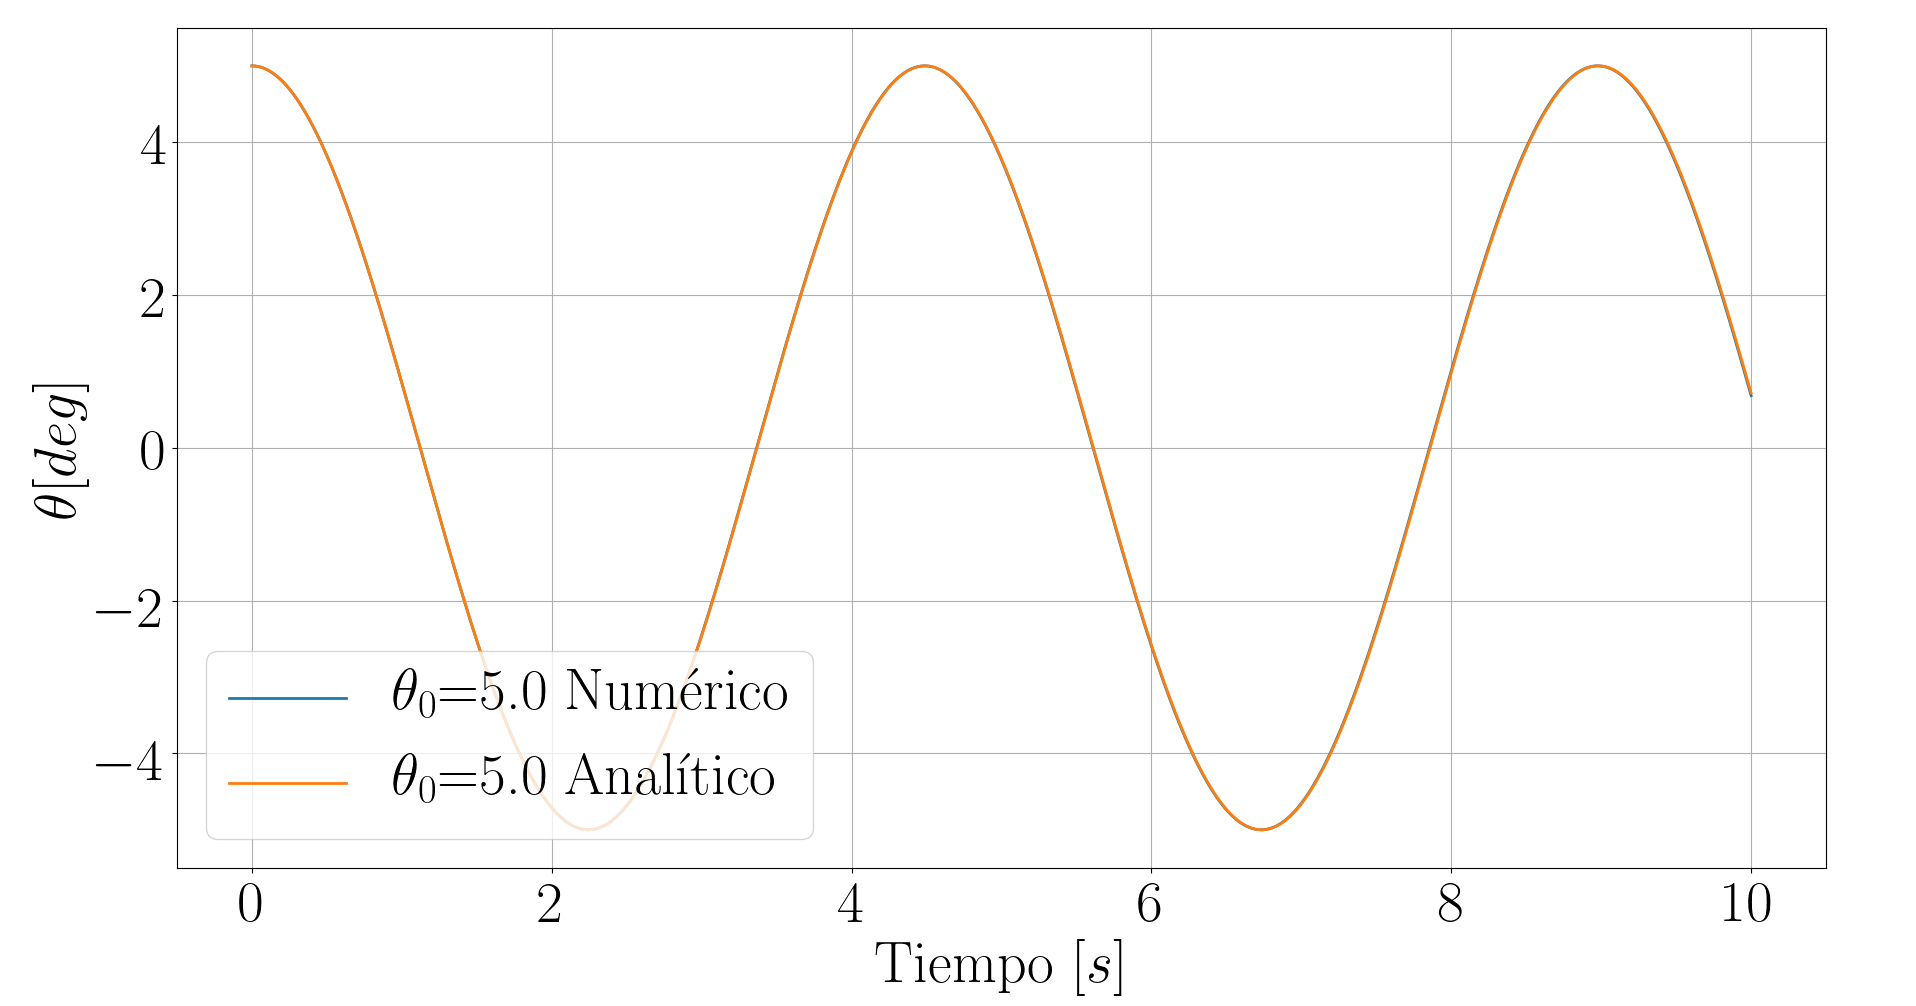 θ[deg]
4
2
0
−2
−4
θ₀=5.0 Numérico
θ₀=5.0 Analítico
0 2 4 6 8 10
Tiempo [s]